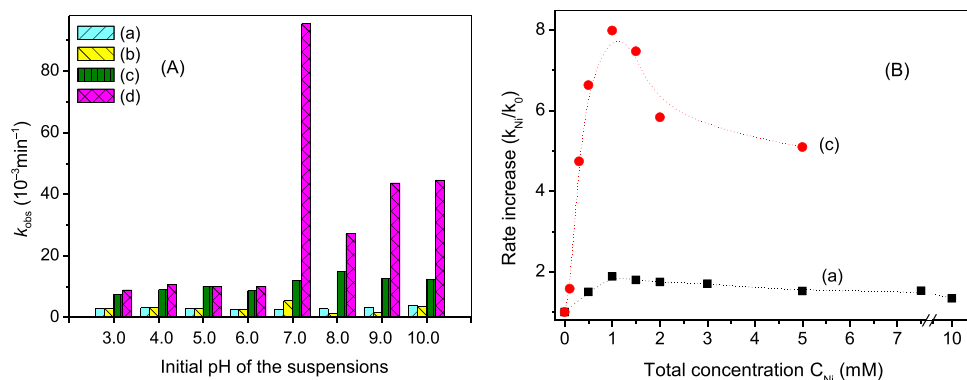 (A)
(a)
(b)
(c)
(d)
80
60
40
20
0
k_obs (10⁻³min⁻¹)
3.0 4.0 5.0 6.0 7.0 8.0 9.0 10.0
Initial pH of the suspensions
(B)
8
6
4
2
Rate increase (k_Ni/k_0)
(c)
(a)
0 1 2 3 4 5 6 7 10
Total concentration C_Ni (mM)